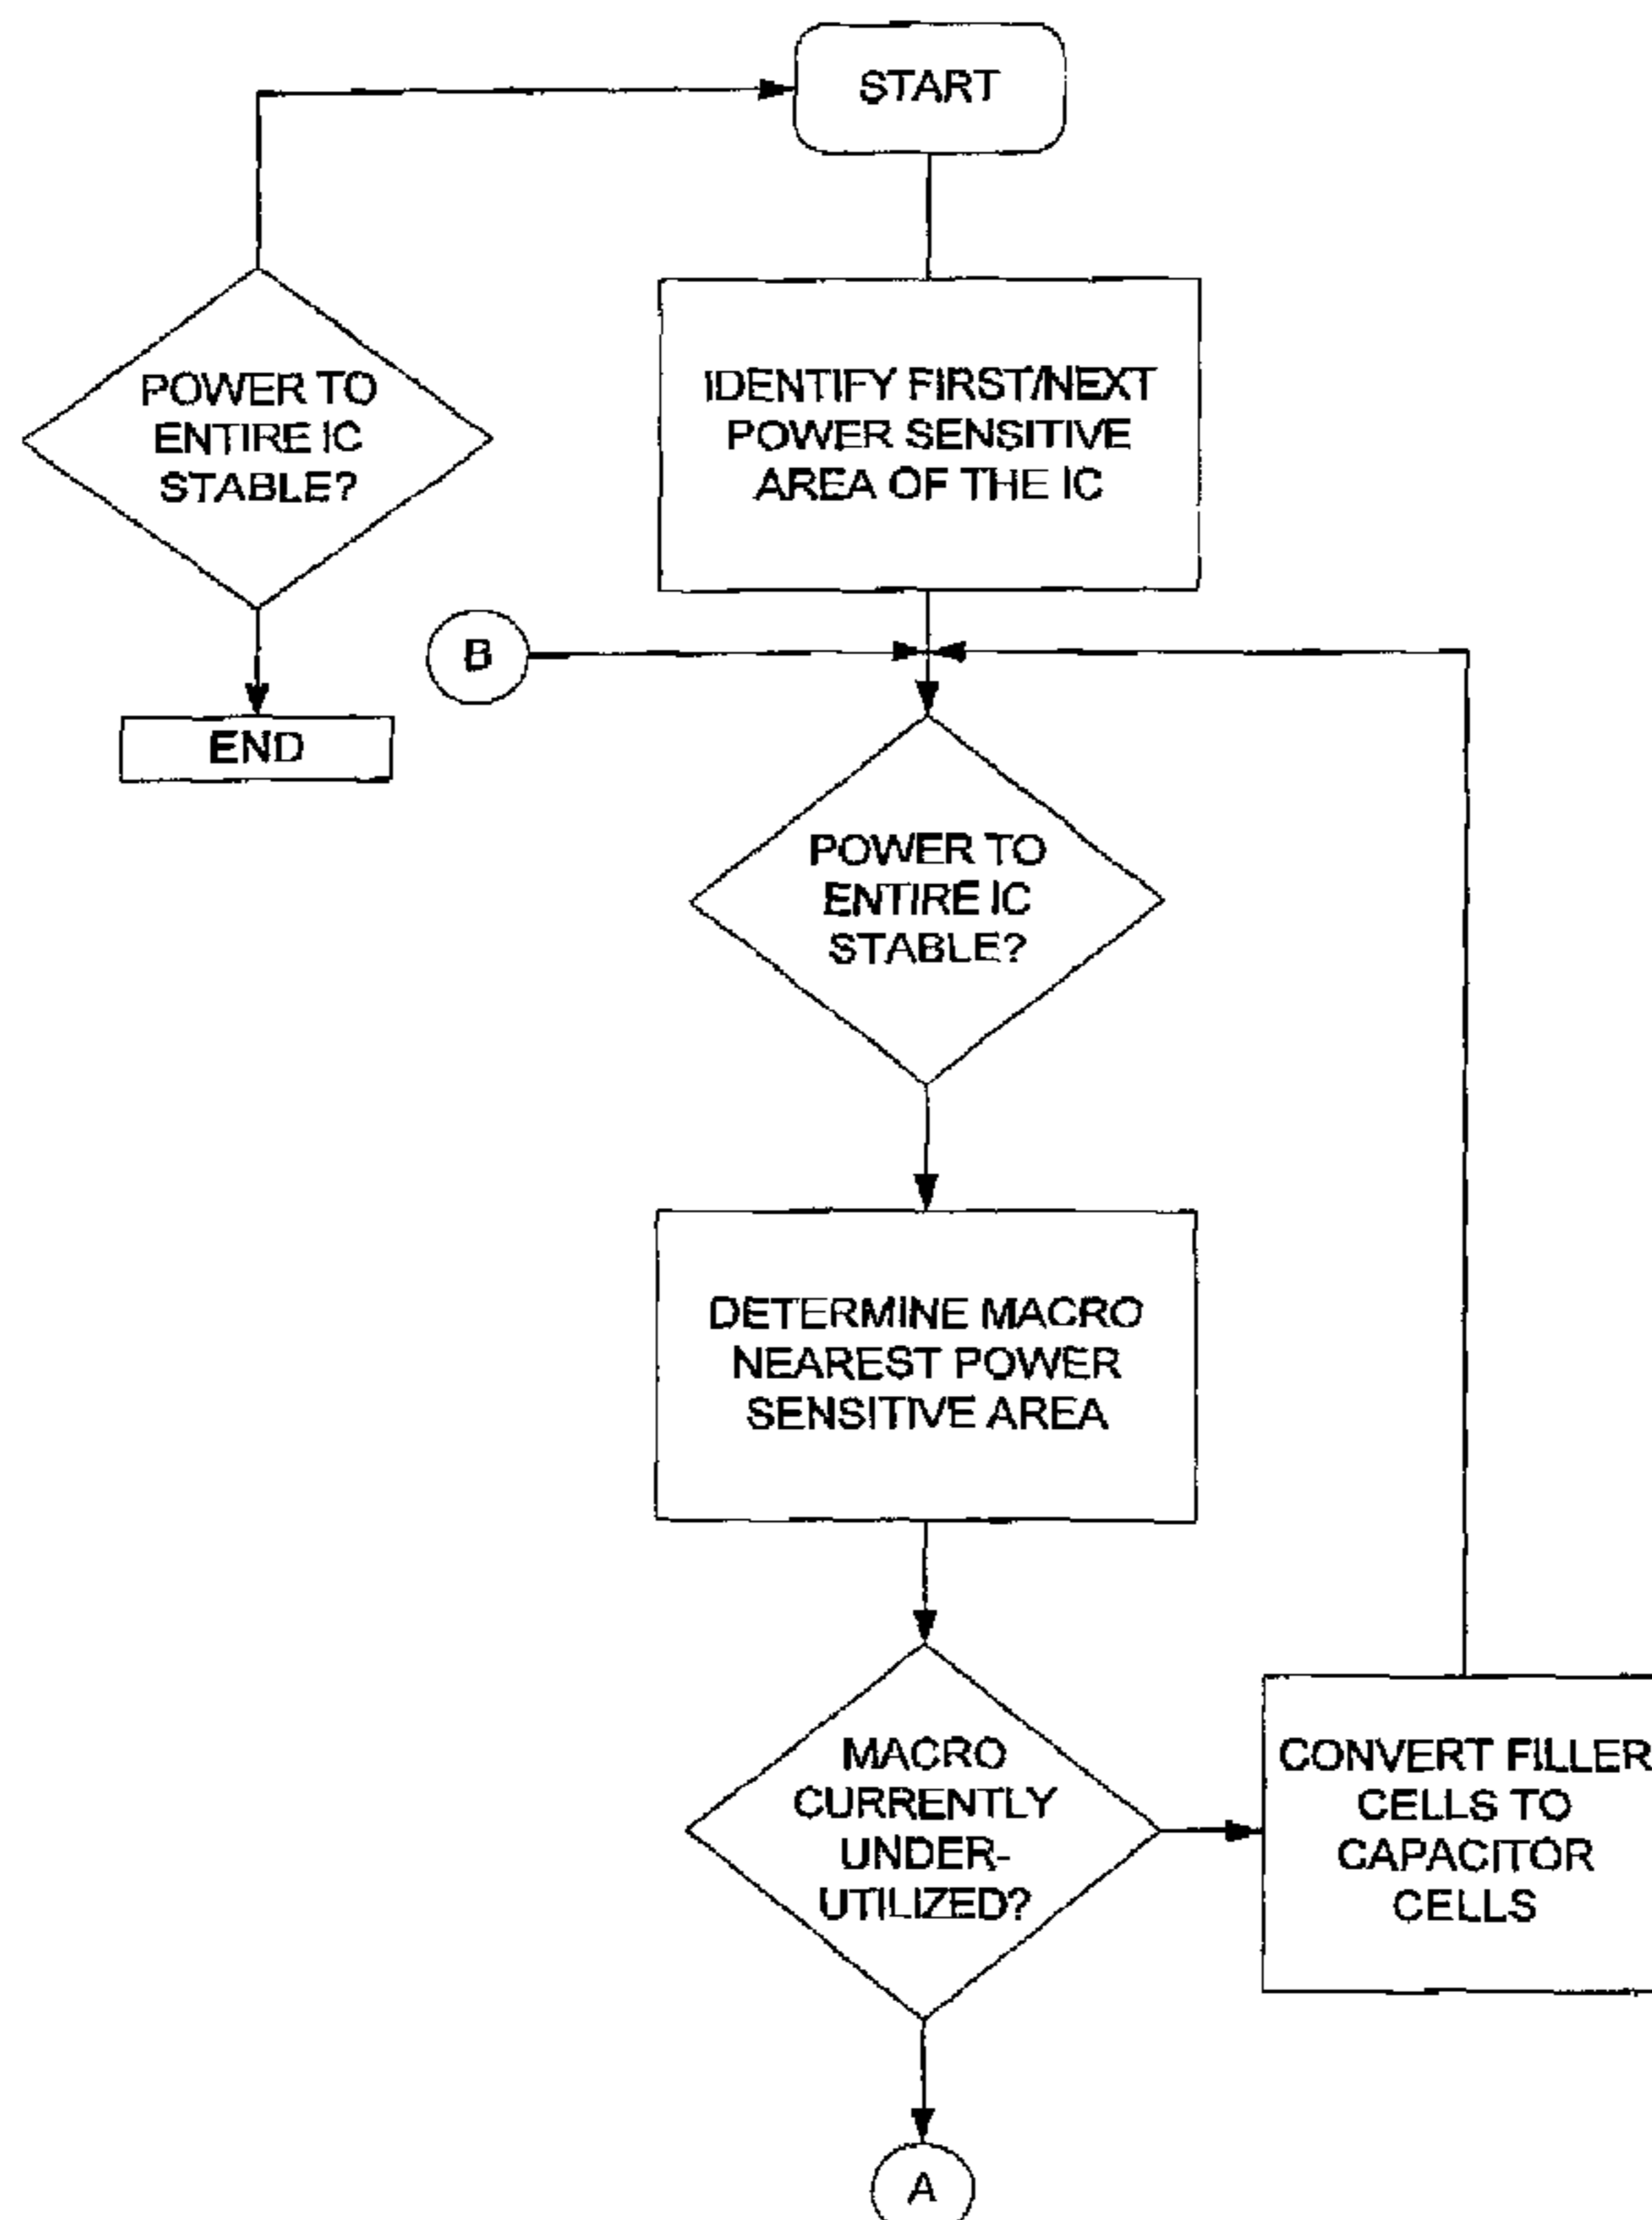 START
IDENTIFY FIRST/NEXT
POWER SENSITIVE
AREA OF THE IC
POWER TO
ENTIRE IC
STABLE?
B
END
POWER TO
ENTIRE IC
STABLE?
DETERMINE MACRO
NEAREST POWER
SENSITIVE AREA
MACRO
CURRENTLY
UNDER-
UTILIZED?
CONVERT FILLER
CELLS TO
CAPACITOR
CELLS
A